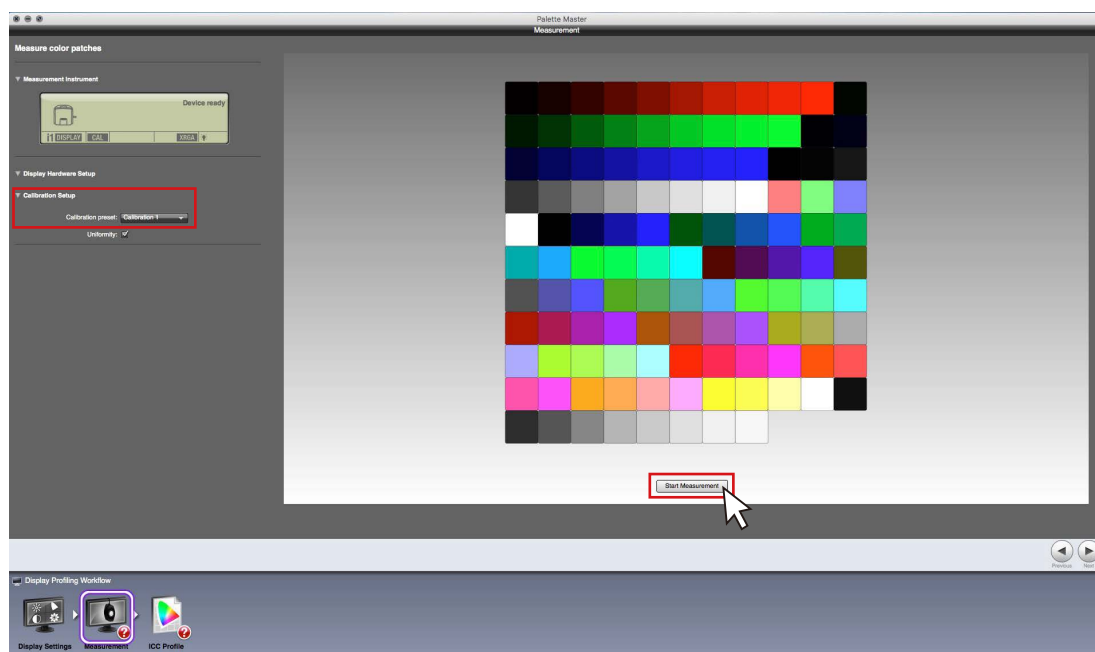 Palette Master
Measurement
Measure color patches
Measurement Instrument
Device ready
i1 DISPLAY CAL XRGA
Display Hardware Setup
Calibration Setup
Calibration preset: Calibration 1
Uniformity:
Start Measurement
Previous Next
Display Profiling Workflow
Display Settings Measurement ICC Profile